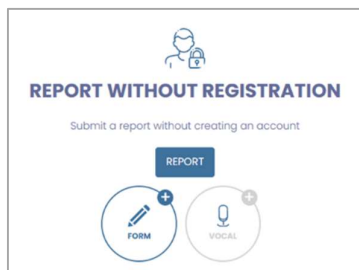 REPORT WITHOUT REGISTRATION
Submit a report without creating an account
REPORT
FORM
VOCAL